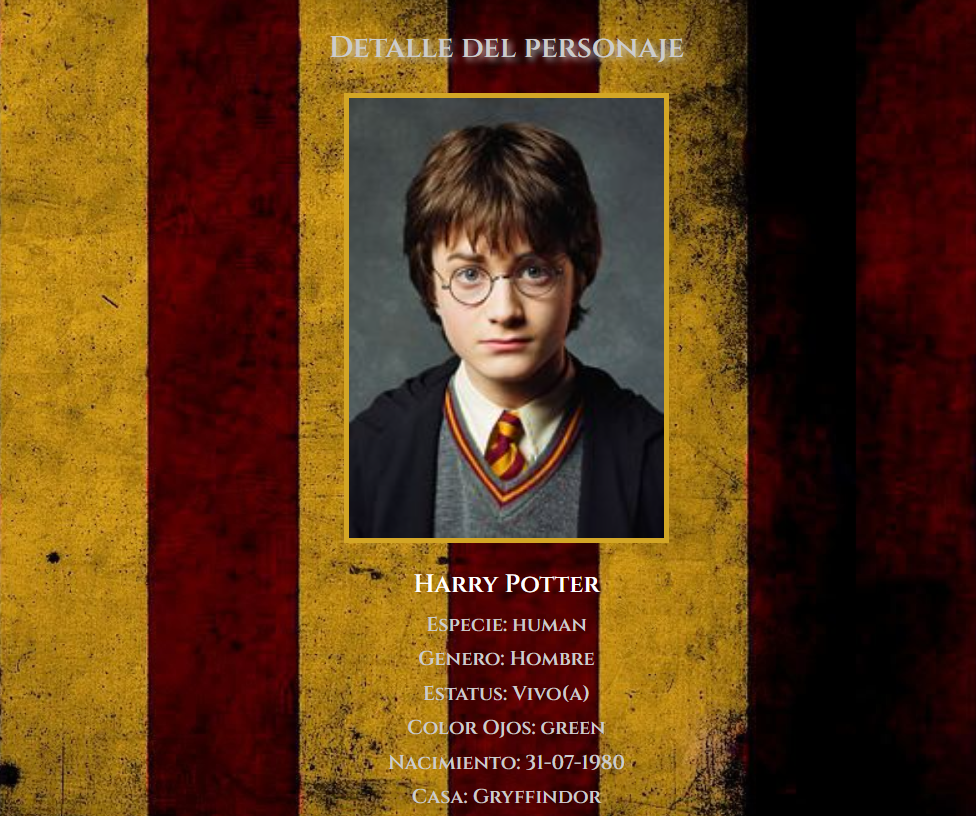 Detalle del personaje
Harry Potter
Especie: human
Genero: Hombre
Estatus: Vivo(a)
Color Ojos: green
Nacimiento: 31-07-1980
Casa: Gryffindor